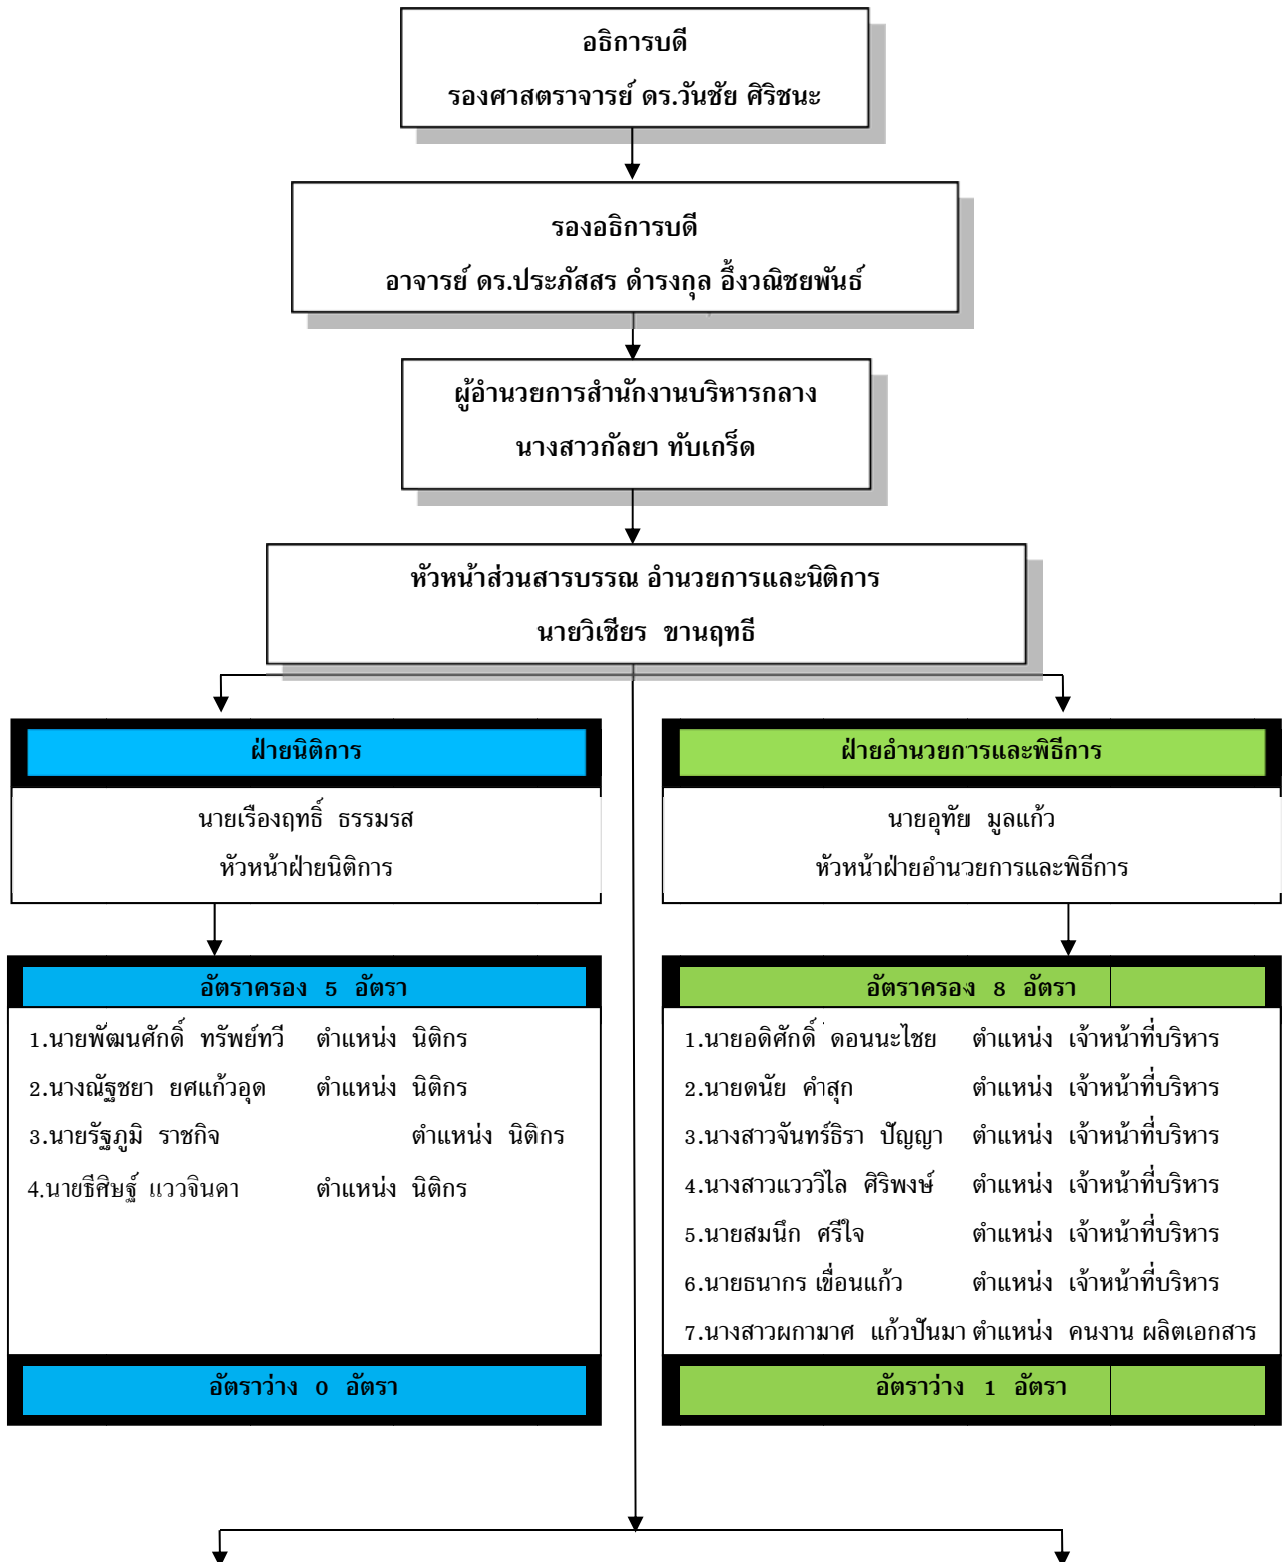 อธิการบดี
รองศาสตราจารย์ ดร.วันชัย ศิริชนะ
รองอธิการบดี
อาจารย์ ดร.ประภัสสร ดำรงกุล อึ้งวณิชยพันธ์
ผู้อำนวยการสำนักงานบริหารกลาง
นางสาวกัลยา ทับเกร็ด
หัวหน้าส่วนสารบรรณ อำนวยการและนิติการ
นายวิเชียร ขานฤทธี
ฝ่ายนิติการ
นายเรืองฤทธิ์ ธรรมรส
หัวหน้าฝ่ายนิติการ
อัตราครอง 5 อัตรา
1.นายพัฒนศักดิ์ ทรัพย์ทวี ตำแหน่ง นิติกร
2.นางณัฐชยา ยศแก้วอุด ตำแหน่ง นิติกร
3.นายรัฐภูมิ ราชกิจ ตำแหน่ง นิติกร
4.นายธีศิษฐ์ แววจินดา ตำแหน่ง นิติกร
อัตราว่าง 0 อัตรา
ฝ่ายอำนวยการและพิธีการ
นายอุทัย มูลแก้ว
หัวหน้าฝ่ายอำนวยการและพิธีการ
อัตราครอง 8 อัตรา
1.นายอดิศักดิ์ ดอนนะไชย ตำแหน่ง เจ้าหน้าที่บริหาร
2.นายดนัย คำสุก ตำแหน่ง เจ้าหน้าที่บริหาร
3.นางสาวจันทร์ธิรา ปัญญา ตำแหน่ง เจ้าหน้าที่บริหาร
4.นางสาวแวววิไล ศิริพงษ์ ตำแหน่ง เจ้าหน้าที่บริหาร
5.นายสมนึก ศรีใจ ตำแหน่ง เจ้าหน้าที่บริหาร
6.นายธนากร เขื่อนแก้ว ตำแหน่ง เจ้าหน้าที่บริหาร
7.นางสาวผกามาศ แก้วปันมา ตำแหน่ง คนงาน ผลิตเอกสาร
อัตราว่าง 1 อัตรา